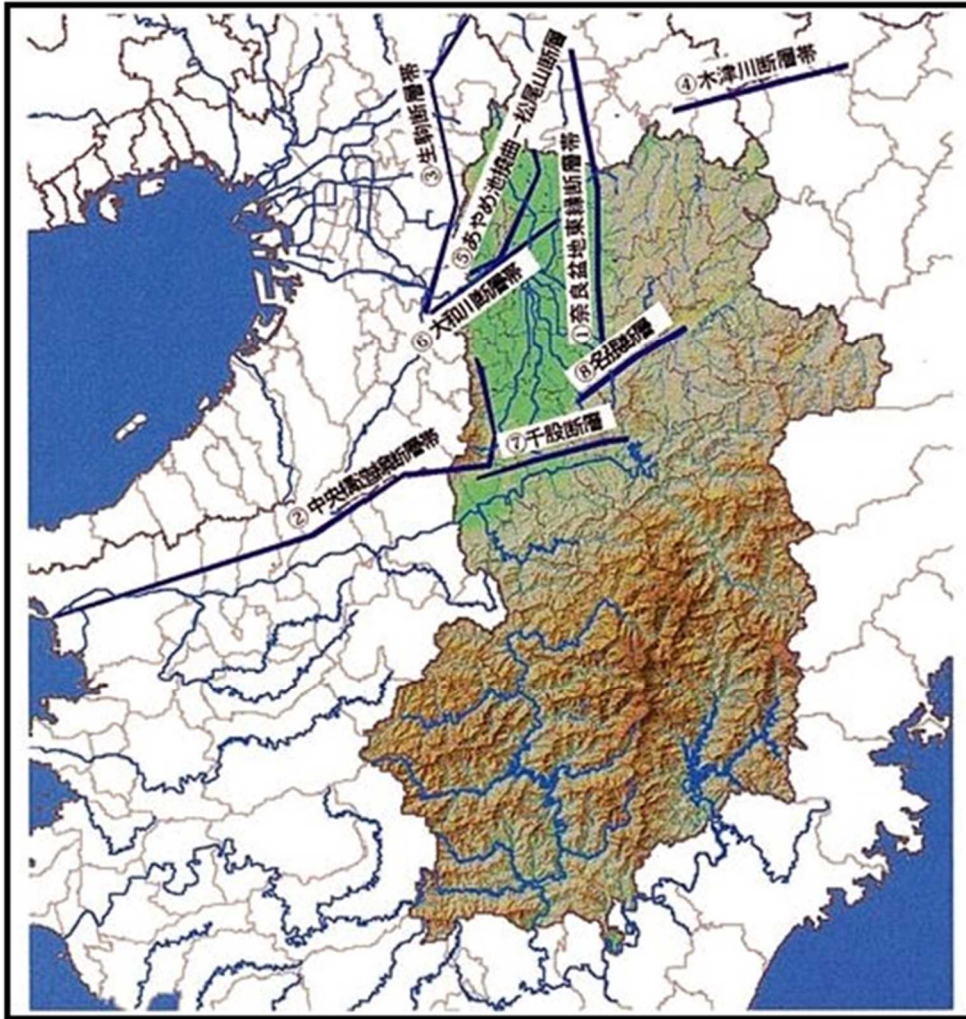 ③生駒断層帯
⑤あやめ池撓曲ー松尾山断層
①奈良盆地東縁断層帯
④木津川断層帯
⑥大和川断層帯
⑧名張断層
⑦千股断層
②中央構造線断層帯